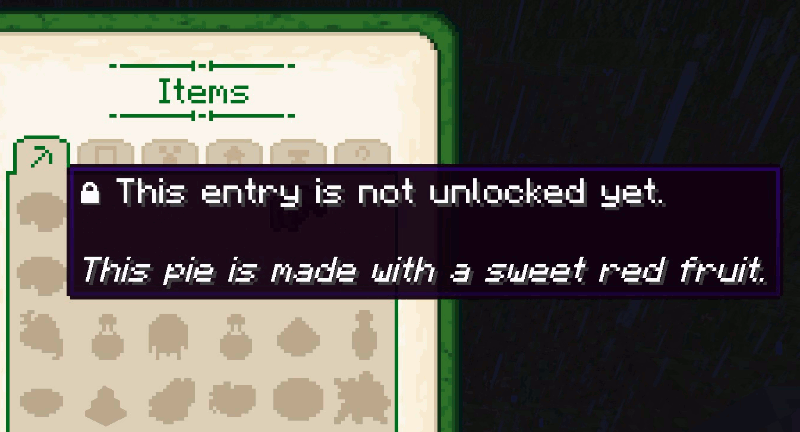 Items
This entry is not unlocked yet.
This pie is made with a sweet red fruit.